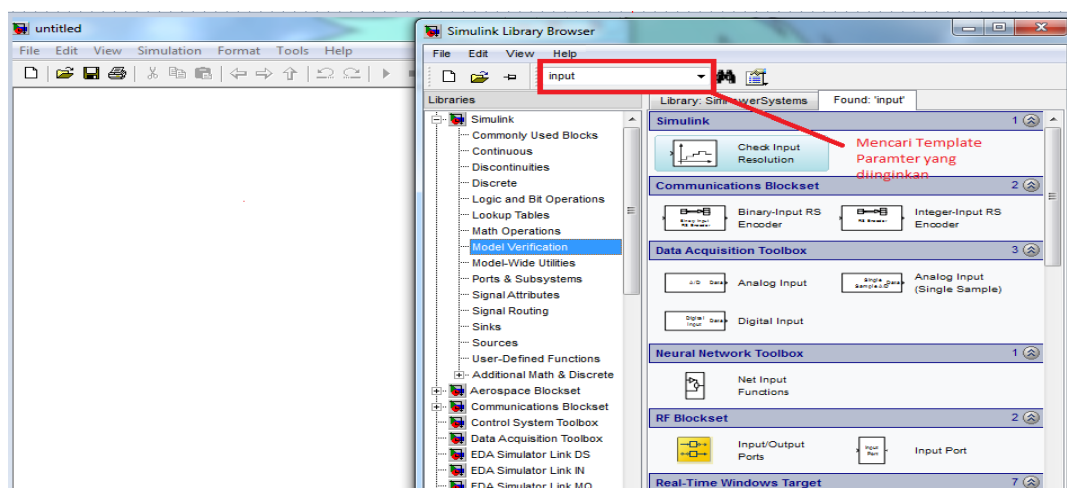 untitled
File Edit View Simulation Format Tools Help
Simulink Library Browser
File Edit View Help
input
Libraries
Simulink
Commonly Used Blocks
Continuous
Discontinuities
Discrete
Logic and Bit Operations
Lookup Tables
Math Operations
Model Verification
Model-Wide Utilities
Ports & Subsystems
Signal Attributes
Signal Routing
Sinks
Sources
User-Defined Functions
Additional Math & Discrete
Aerospace Blockset
Communications Blockset
Control System Toolbox
Data Acquisition Toolbox
EDA Simulator Link DS
EDA Simulator Link IN
EDA Simulator Link MQ
Library: SimPowerSystems
Found: 'input'
Simulink 1
Check Input
Resolution
Mencari Template
Paramter yang
diinginkan
Communications Blockset 2
Binary-Input RS
Encoder
Integer-Input RS
Encoder
Data Acquisition Toolbox 3
Analog Input
Analog Input
(Single Sample)
Digital Input
Neural Network Toolbox 1
Net Input
Functions
RF Blockset 2
Input/Output
Ports
Input
Port
Input Port
Real-Time Windows Target 7